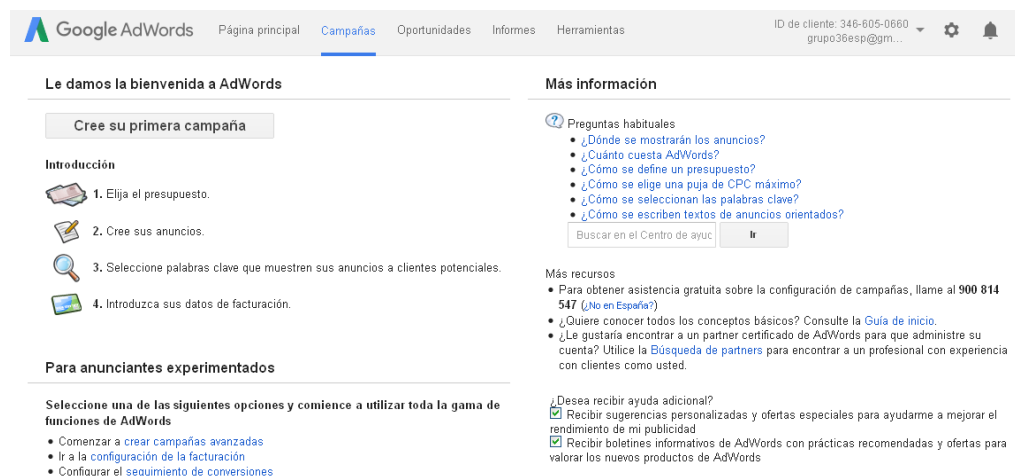 Google AdWords Página principal Campañas Oportunidades Informes Herramientas ID de cliente: 346-605-0660
grupo36esp@gm...
Le damos la bienvenida a AdWords
Cree su primera campaña
Introducción
1. Elija el presupuesto.
2. Cree sus anuncios.
3. Seleccione palabras clave que muestren sus anuncios a clientes potenciales.
4. Introduzca sus datos de facturación.
Para anunciantes experimentados
Seleccione una de las siguientes opciones y comience a utilizar toda la gama de
funciones de AdWords
• Comenzar a crear campañas avanzadas
• Ir a la configuración de la facturación
• Configurar el seguimiento de conversiones
Más información
Preguntas habituales
• ¿Dónde se mostrarán los anuncios?
• ¿Cuánto cuesta AdWords?
• ¿Cómo se define un presupuesto?
• ¿Cómo se elige una puja de CPC máximo?
• ¿Cómo se seleccionan las palabras clave?
• ¿Cómo se escriben textos de anuncios orientados?
Buscar en el Centro de ayuc Ir
Más recursos
• Para obtener asistencia gratuita sobre la configuración de campañas, llame al 900 814
547 (¿No en España?)
• ¿Quiere conocer todos los conceptos básicos? Consulte la Guía de inicio.
• ¿Le gustaría encontrar a un partner certificado de AdWords para que administre su
cuenta? Utilice la Búsqueda de partners para encontrar a un profesional con experiencia
con clientes como usted.
¿Desea recibir ayuda adicional?
Recibir sugerencias personalizadas y ofertas especiales para ayudarme a mejorar el
rendimiento de mi publicidad
Recibir boletines informativos de AdWords con prácticas recomendadas y ofertas para
valorar los nuevos productos de AdWords